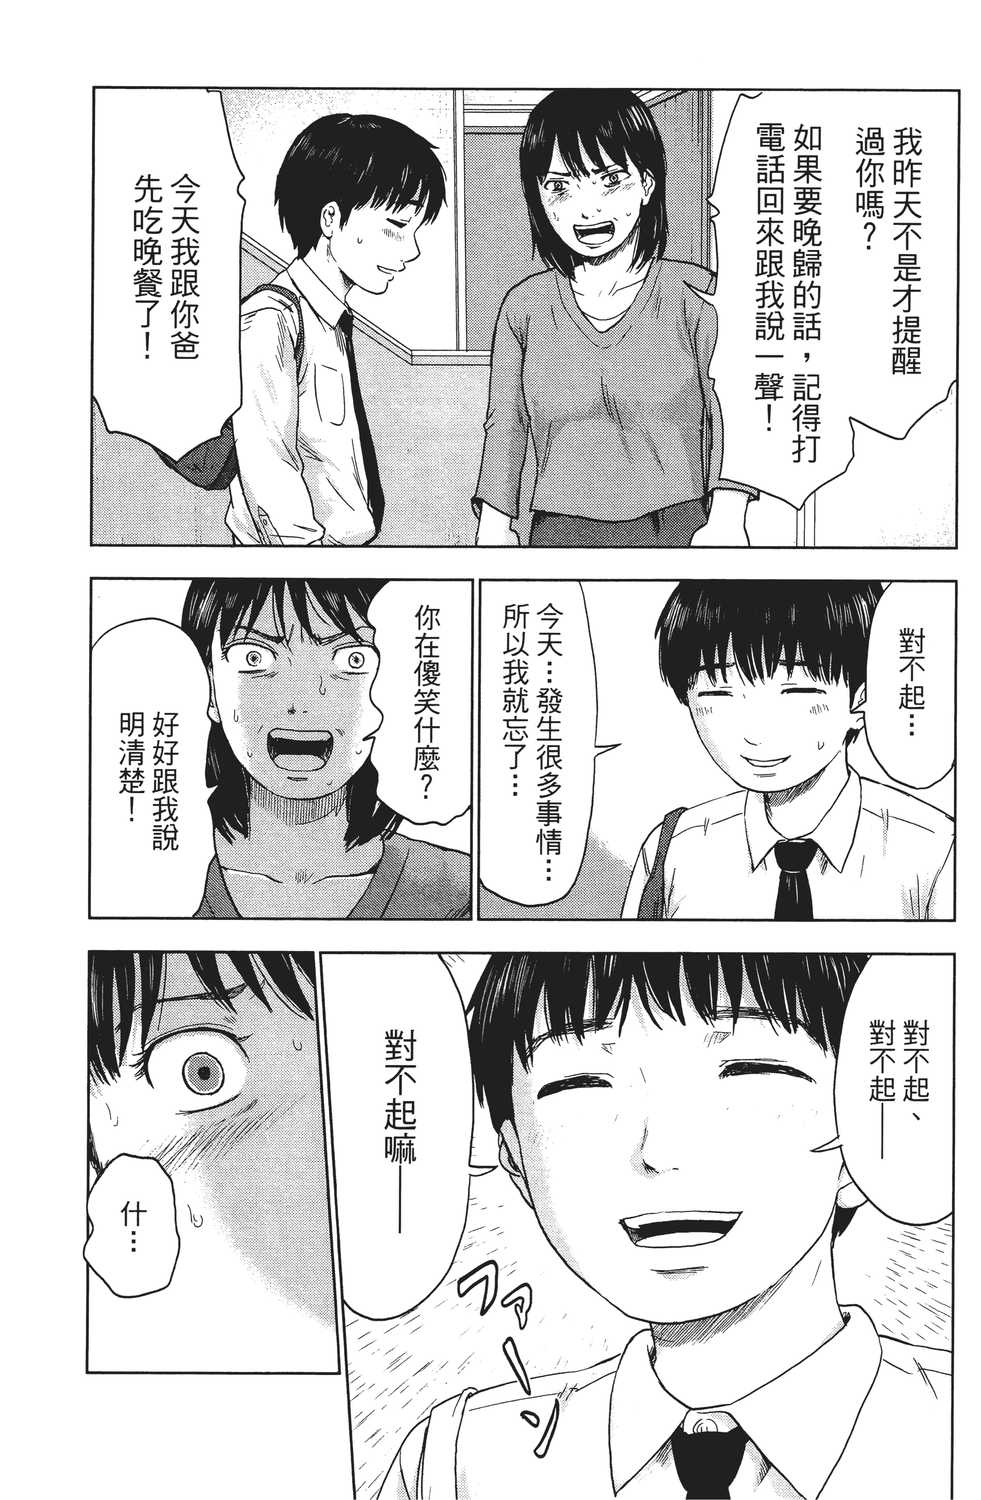 我昨天不是才提醒
過你嗎？
如果要晚歸的話，記得打
電話回來跟我說一聲！
今天我跟你爸
先吃晚餐了！
對不起…
今天…發生很多事情…
所以我就忘了…
你在傻笑什麼？
好好跟我說
明清楚！
對不起、
對不起——
對不起嘛——
ファーン
什…